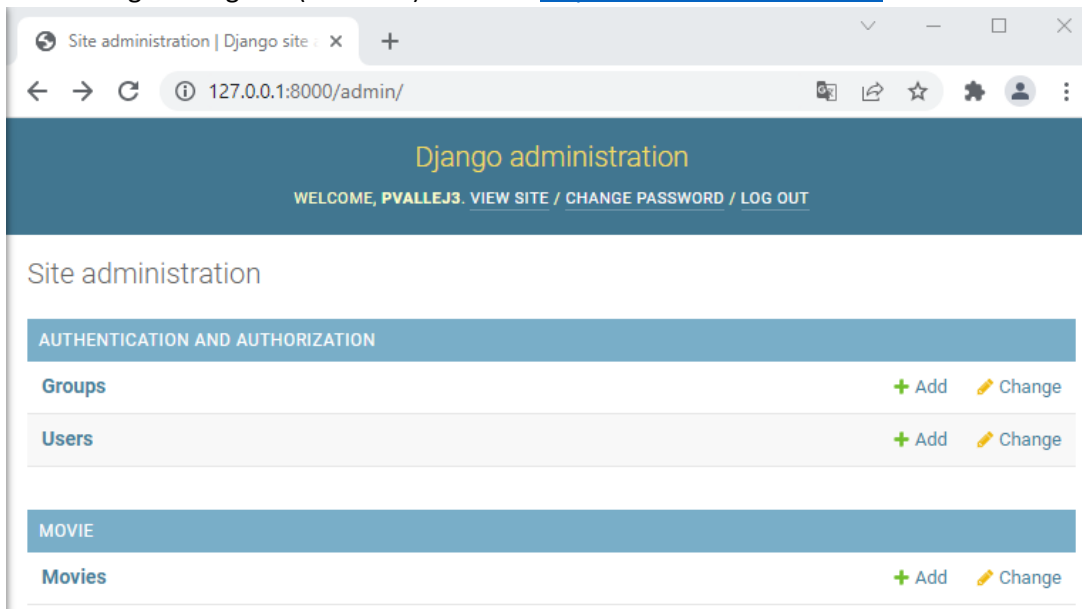 Site administration | Django site
127.0.0.1:8000/admin/
Django administration
WELCOME, PVALLEJ3. VIEW SITE / CHANGE PASSWORD / LOG OUT
Site administration
AUTHENTICATION AND AUTHORIZATION
Groups + Add Change
Users + Add Change
MOVIE
Movies + Add Change